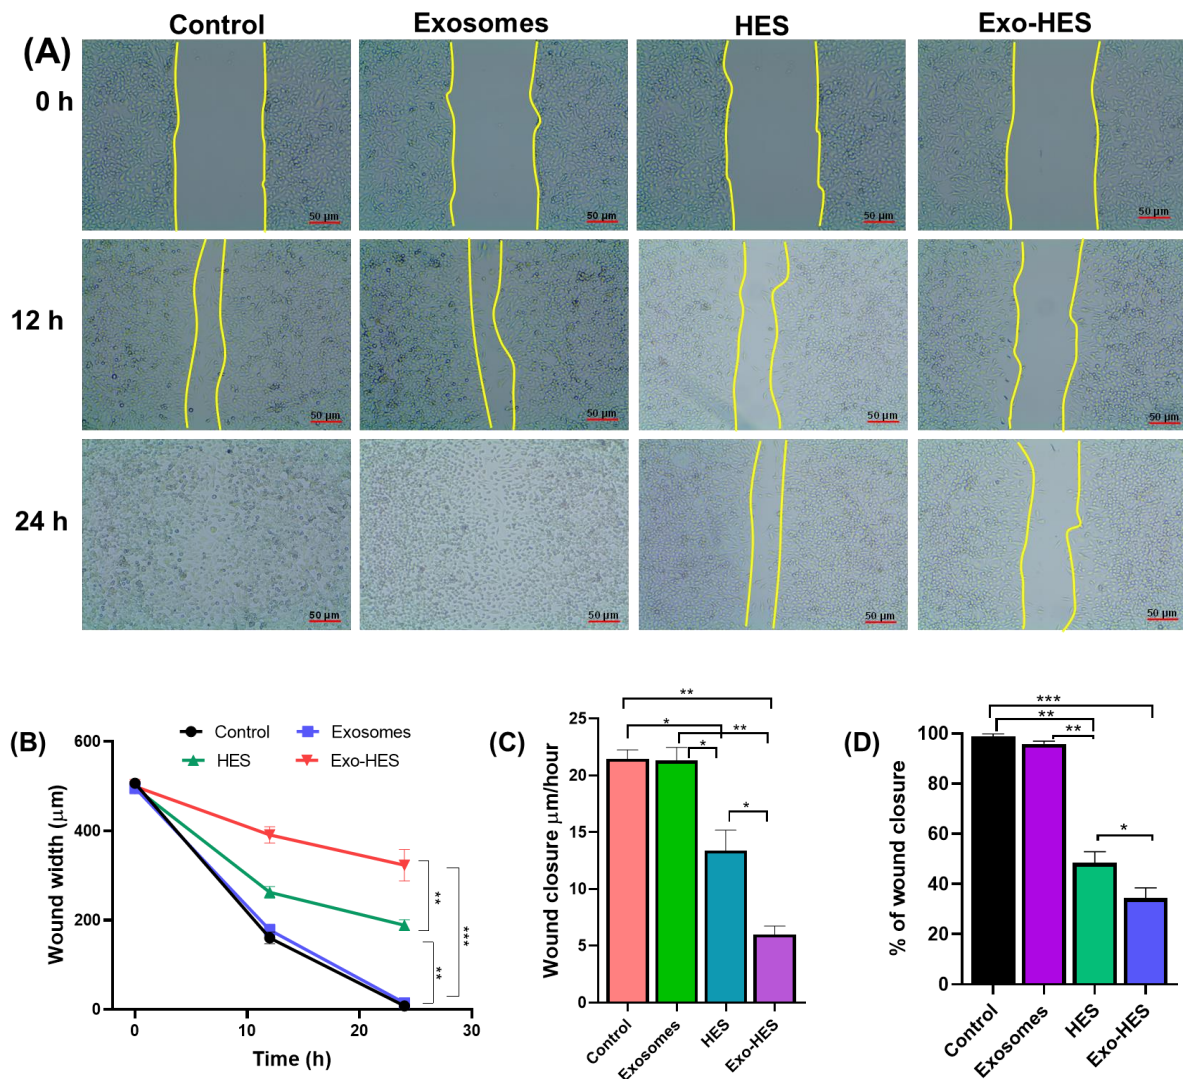 Control Exosomes HES Exo-HES
(A)
0 h
50 µm 50 µm 50 µm 50 µm
12 h
50 µm 50 µm 50 µm 50 µm
24 h
50 µm 50 µm 50 µm 50 µm
(B)
Control Exosomes
HES Exo-HES
Wound width (µm)
600
400
200
0
0 10 20 30
Time (h)
**
**
***
(C)
Wound closure µm/hour
25
20
15
10
5
0
**
*
**
*
*
Control Exosomes HES Exo-HES
(D)
% of wound closure
100
80
60
40
20
0
***
**
**
*
Control Exosomes HES Exo-HES